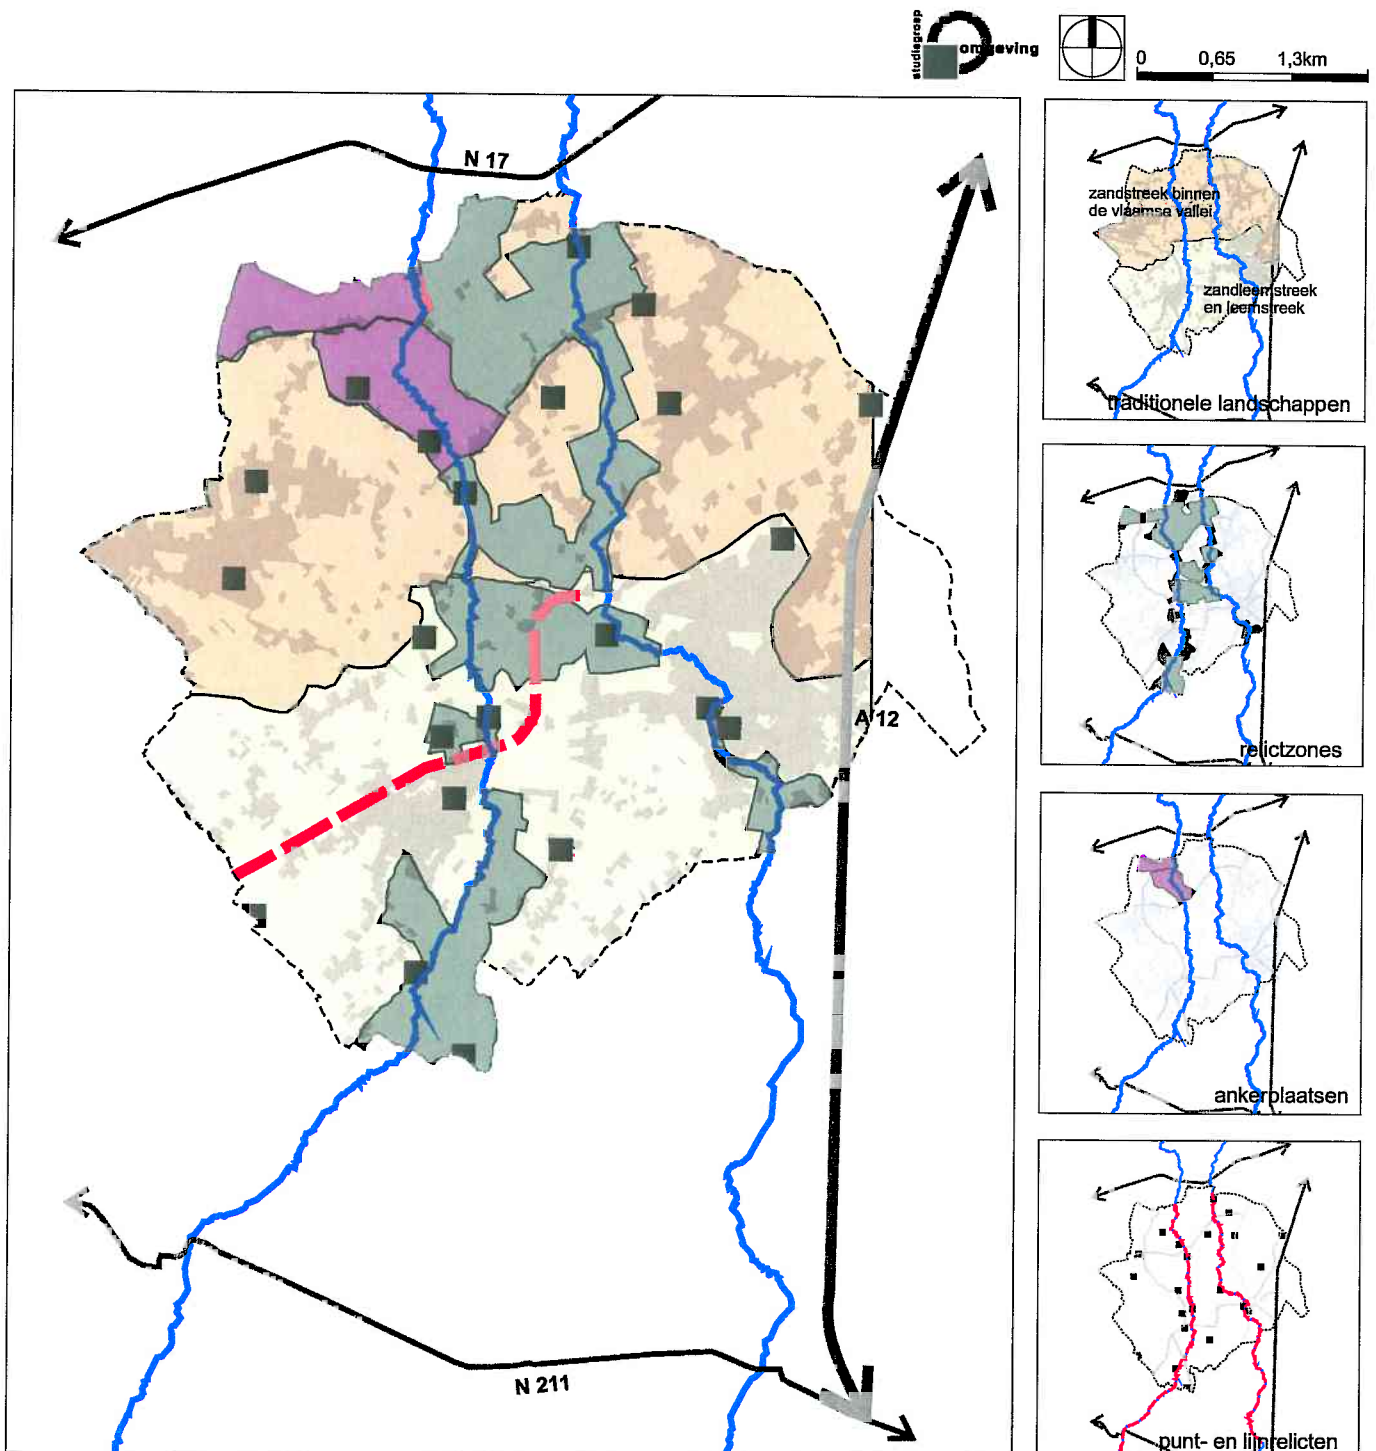 studiegroep
omgeving
0 0,65 1,3km
N 17
A 12
N 211
zandstreek binnen
de vlaamse vallei
zandleemstreek
en leemstreek
traditionele landschappen
relictzones
ankerplaatsen
punt- en lijnrelicten